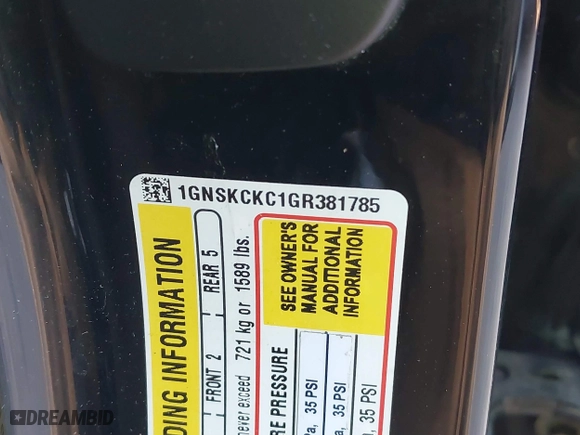 1GNSKCKC1GR381785
DING INFORMATION
FRONT 2 REAR 5
never exceed 721 kg or 1589 lbs.
SEE OWNER'S
MANUAL FOR
ADDITIONAL
INFORMATION
RE PRESSURE
35 PSI
35 PSI
35 PSI
DREAMBID